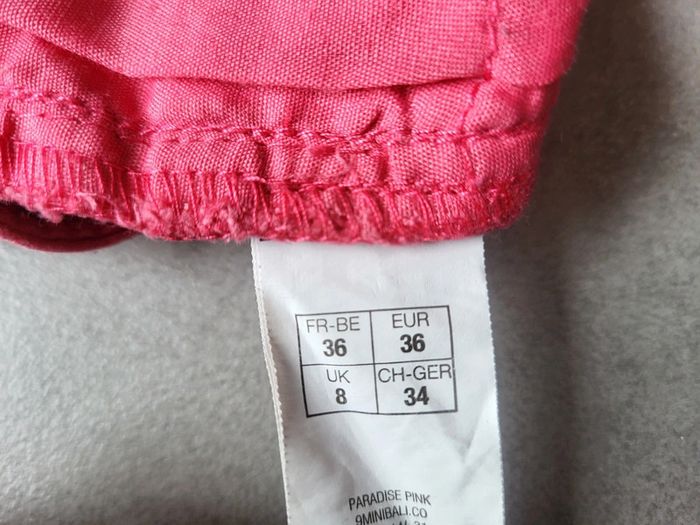 FR-BE EUR
36 36
UK CH-GER
8 34
PARADISE PINK
9MINIBALI.CO